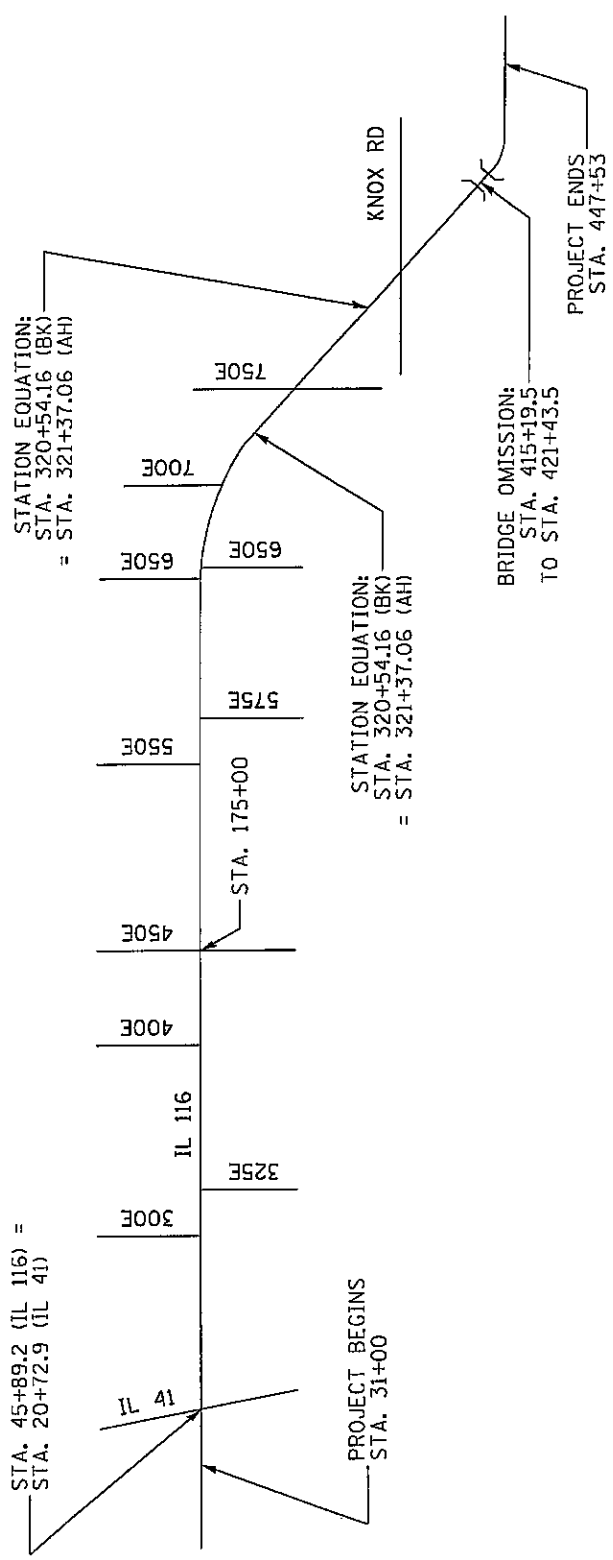 STA. 45+89.2 (IL 116) =
STA. 20+72.9 (IL 41)
IL 41
PROJECT BEGINS
STA. 31+00
300E
325E
IL 116
400E
450E
STA. 175+00
550E
575E
650E
650E
700E
750E
STATION EQUATION:
STA. 320+54.16 (BK)
= STA. 321+37.06 (AH)
STATION EQUATION:
STA. 320+54.16 (BK)
= STA. 321+37.06 (AH)
KNOX RD
BRIDGE OMISSION:
STA. 415+19.5
TO STA. 421+43.5
PROJECT ENDS
STA. 447+53